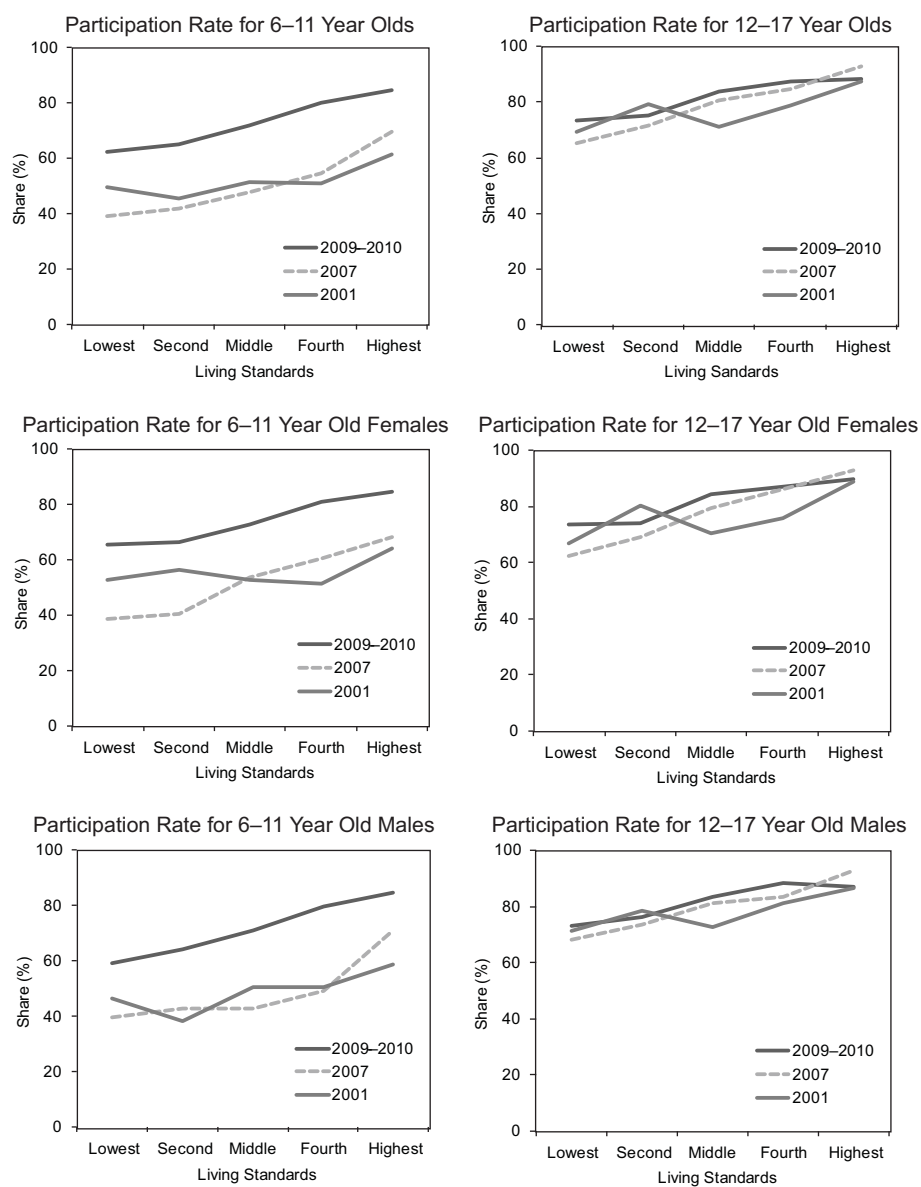 Participation Rate for 6–11 Year Olds
100
80
60
40
20
0
Share (%)
2009–2010
2007
2001
Lowest Second Middle Fourth Highest
Living Standards
Participation Rate for 12–17 Year Olds
100
80
60
40
20
0
Share (%)
2009–2010
2007
2001
Lowest Second Middle Fourth Highest
Living Sandards
Participation Rate for 6–11 Year Old Females
100
80
60
40
20
0
Share (%)
2009–2010
2007
2001
Lowest Second Middle Fourth Highest
Living Standards
Participation Rate for 12–17 Year Old Females
100
80
60
40
20
0
Share (%)
2009–2010
2007
2001
Lowest Second Middle Fourth Highest
Living Standards
Participation Rate for 6–11 Year Old Males
100
80
60
40
20
0
Share (%)
2009–2010
2007
2001
Lowest Second Middle Fourth Highest
Living Standards
Participation Rate for 12–17 Year Old Males
100
80
60
40
20
0
Share (%)
2009–2010
2007
2001
Lowest Second Middle Fourth Highest
Living Standards